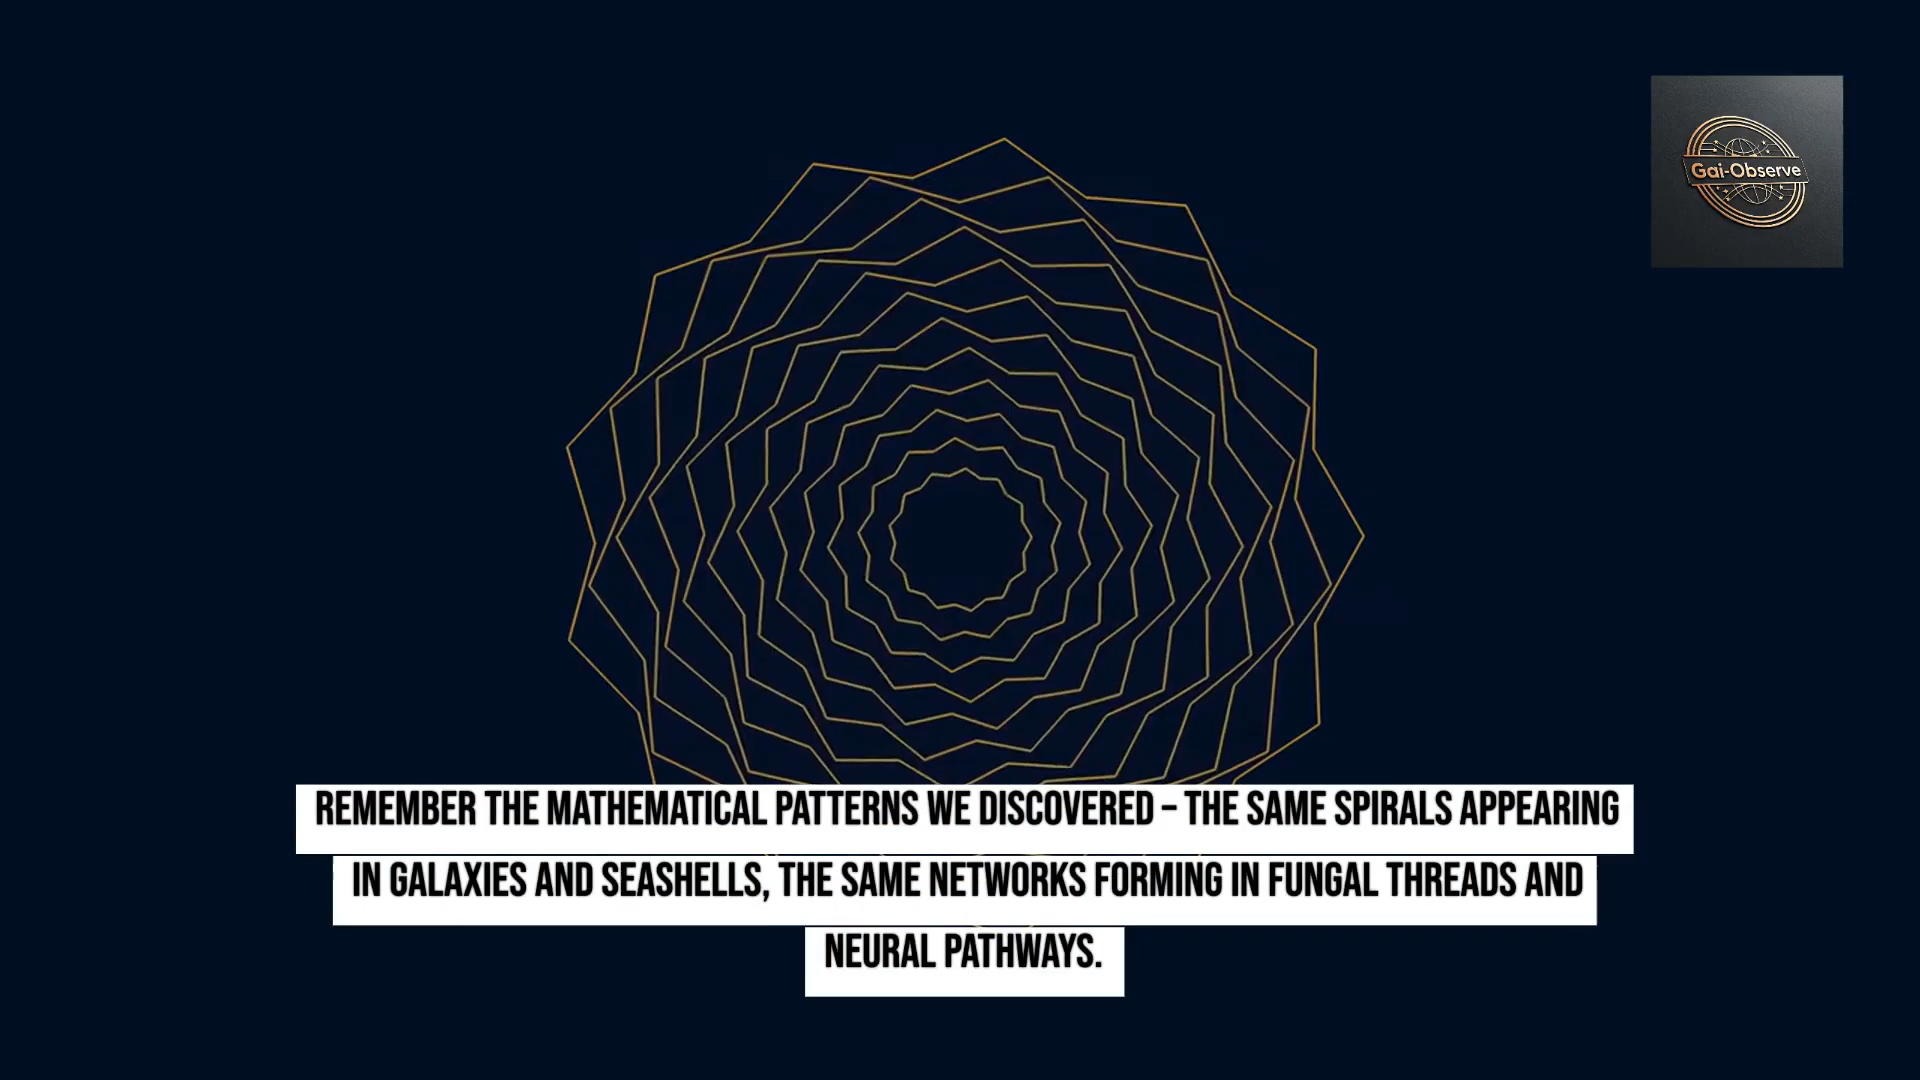 Gai-Observe
REMEMBER THE MATHEMATICAL PATTERNS WE DISCOVERED – THE SAME SPIRALS APPEARING
IN GALAXIES AND SEASHELLS, THE SAME NETWORKS FORMING IN FUNGAL THREADS AND
NEURAL PATHWAYS.